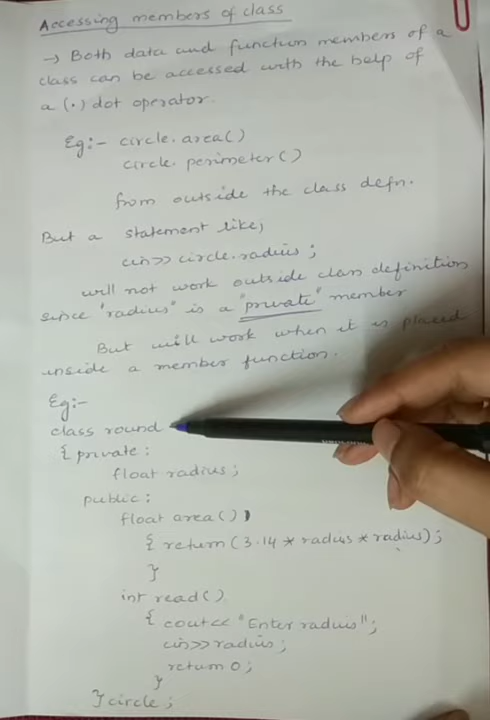 Accessing members of class
→ Both data and function members of a
class can be accessed with the help of
a (.) dot operator.
Eg:- circle.area()
circle.perimeter()
from outside the class defn.
But a statement like,
cin>> circle.radius;
will not work outside class definition
since "radius" is a "private" member
But will work when it is placed
inside a member function.
Eg:-
class round
{ private:
float radius;
public:
float area()
{ return (3.14 * radius * radius);
}
int read()
{ cout<< "Enter radius";
cin>> radius;
return 0;
}
} circle;